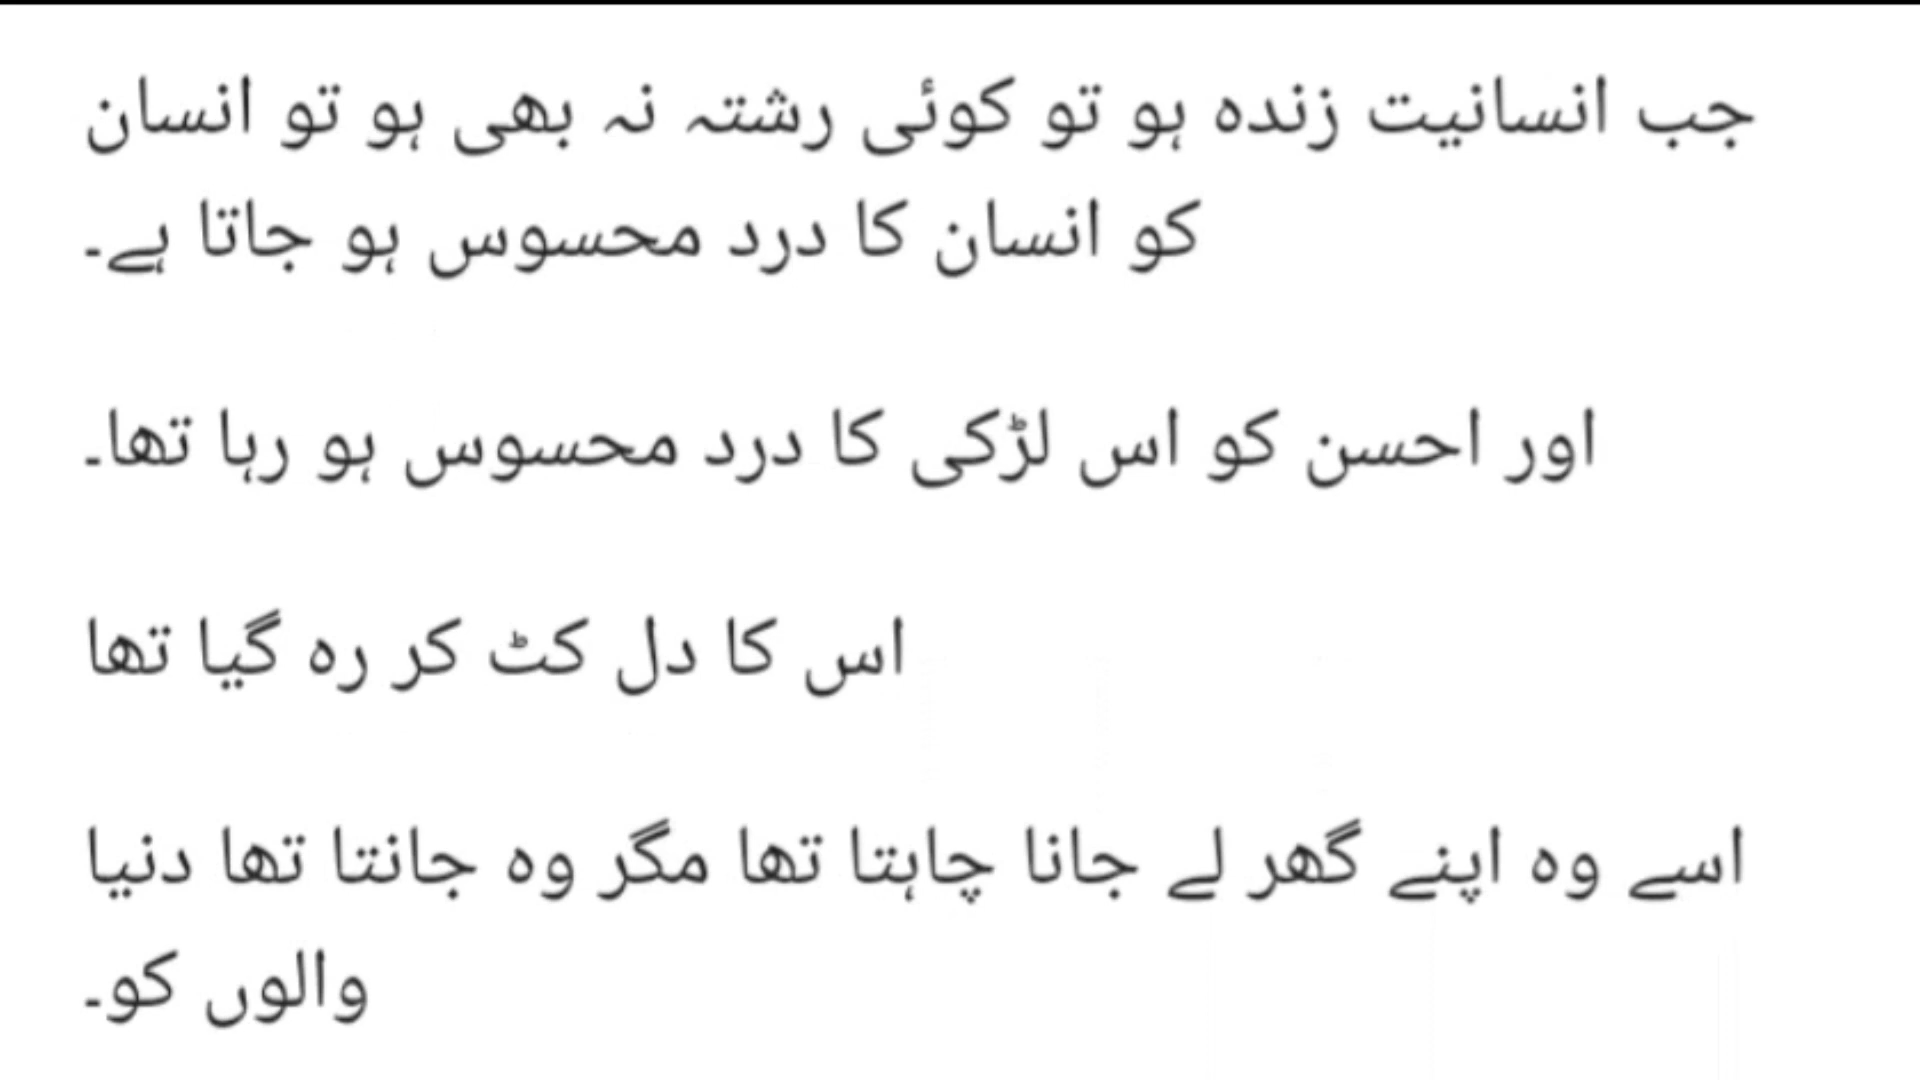 جب انسانیت زندہ ہو تو کوئی رشتہ نہ بھی ہو تو انسان
کو انسان کا درد محسوس ہو جاتا ہے۔
اور احسن کو اس لڑکی کا درد محسوس ہو رہا تھا۔
اس کا دل کٹ کر رہ گیا تھا
اسے وہ اپنے گھر لے جانا چاہتا تھا مگر وہ جانتا تھا دنیا
والوں کو۔